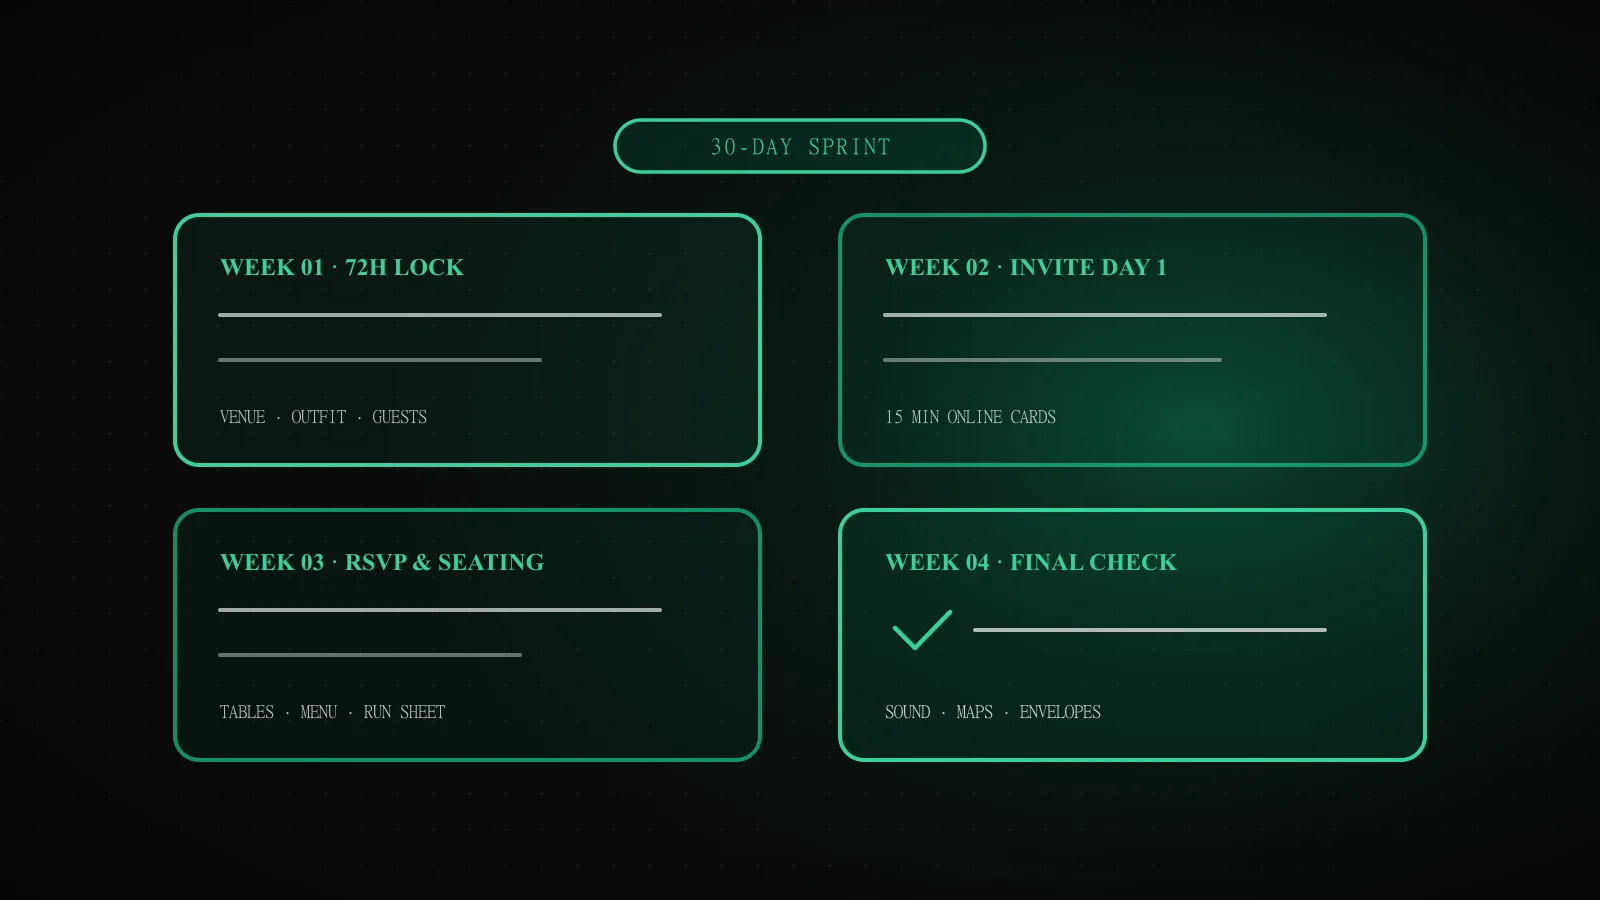 30-DAY SPRINT
WEEK 01 · 72H LOCK
VENUE · OUTFIT · GUESTS
WEEK 02 · INVITE DAY 1
15 MIN ONLINE CARDS
WEEK 03 · RSVP & SEATING
TABLES · MENU · RUN SHEET
WEEK 04 · FINAL CHECK
SOUND · MAPS · ENVELOPES